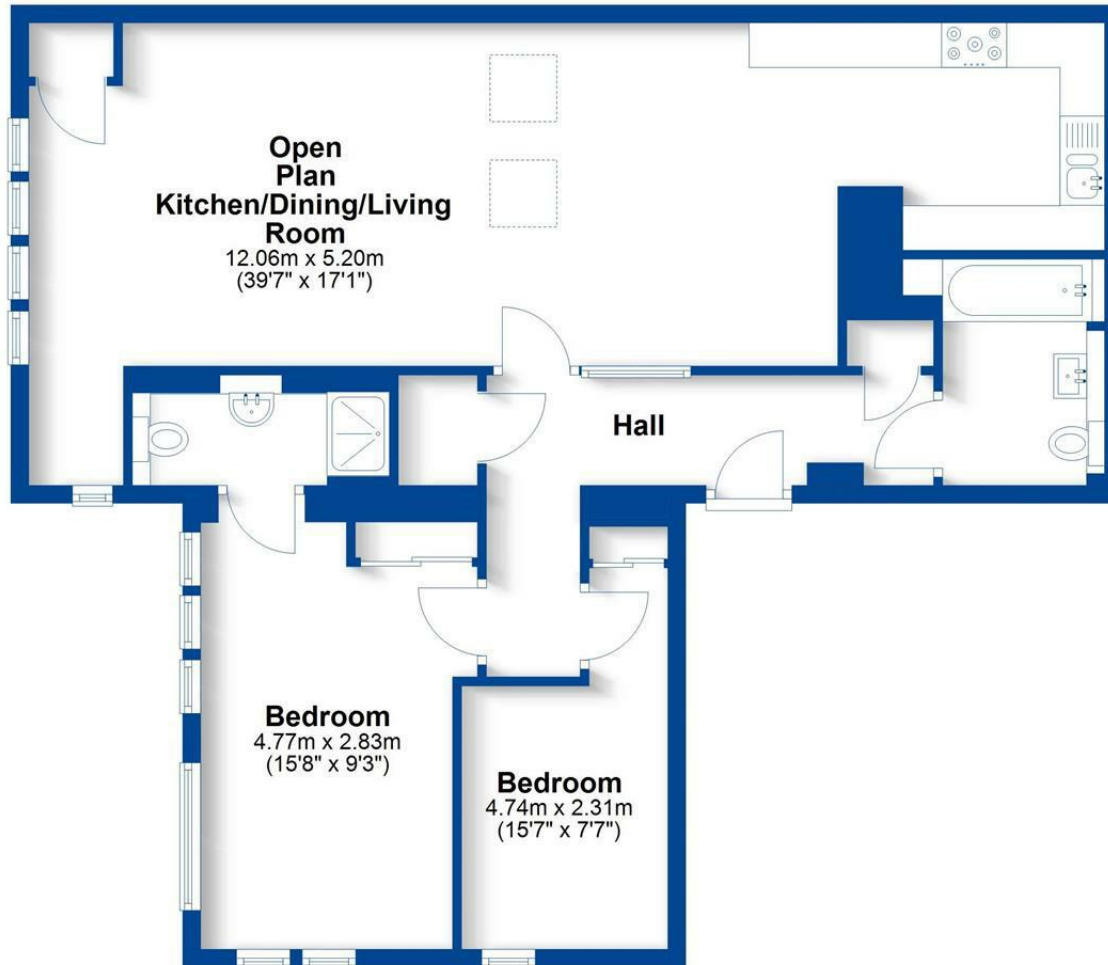 Open
Plan
Kitchen/Dining/Living
Room
12.06m x 5.20m
(39'7" x 17'1")
Hall
Bedroom
4.77m x 2.83m
(15'8" x 9'3")
Bedroom
4.74m x 2.31m
(15'7" x 7'7")